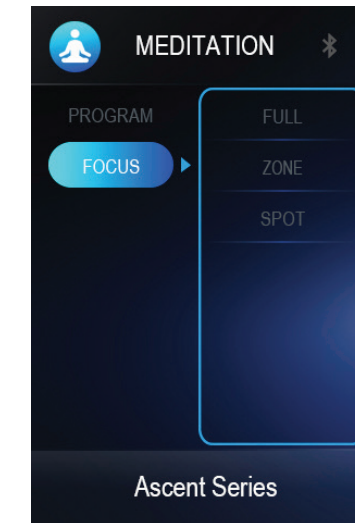 MEDITATION
PROGRAM
FOCUS
FULL
ZONE
SPOT
Ascent Series